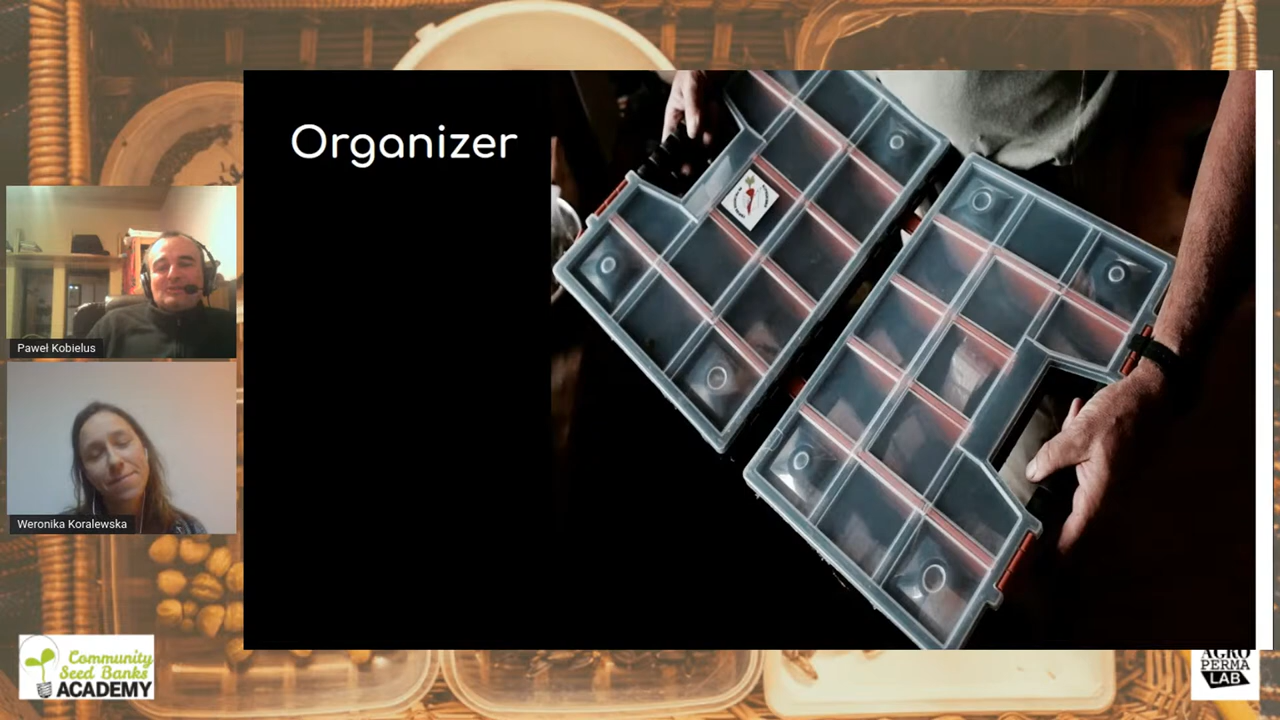 Organizer
Paweł Kobielus
Weronika Koralewska
Community
Seed Banks
ACADEMY
AGRO
PERMA
LAB